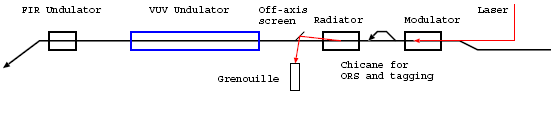 FIR Undulator
VUV Undulator
Off-axis
screen
Radiator
Modulator
Laser
Grenouille
Chicane for
ORS and tagging